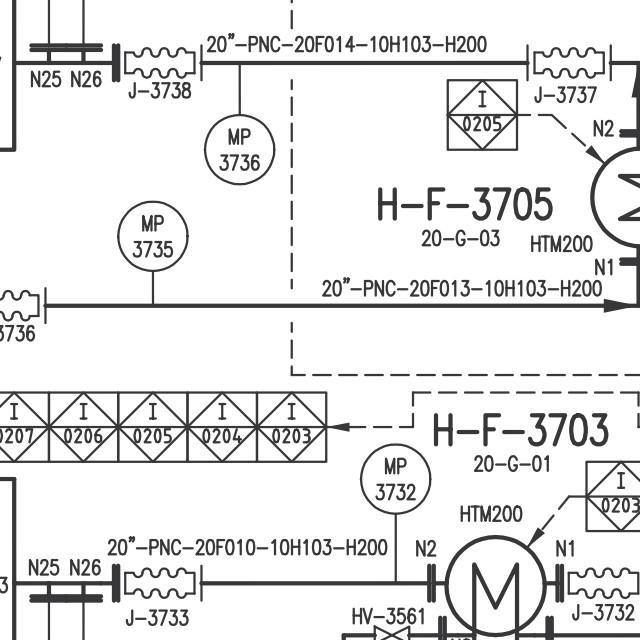 20"-PNC-20F014-10H103-H200
N25 N26
J-3738
J-3737
I
0205
N2
MP
3736
H-F-3705
20-G-03
HTM200
MP
3735
N1
20"-PNC-20F013-10H103-H200
3736
I
0207
I
0206
I
0205
I
0204
I
0203
H-F-3703
20-G-01
MP
3732
I
0203
HTM200
20"-PNC-20F010-10H103-H200
N2
N1
N25 N26
3
J-3733
J-3732
HV-3561